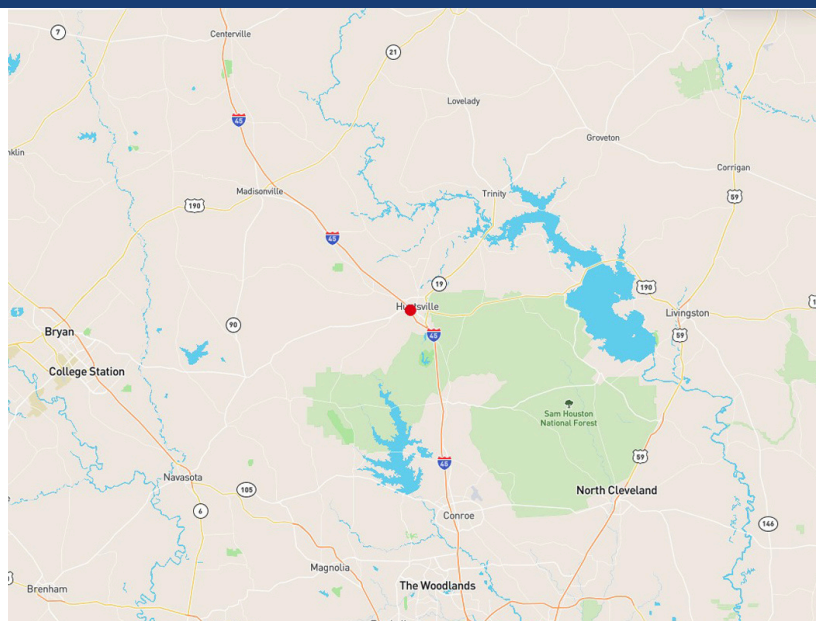 7
Centerville
21
45
Lovelady
Groveton
nklin
Corrigan
Madisonville
190
Trinity
59
45
19
190
Huntsville
Livingston
90
45
59
Bryan
College Station
Sam Houston
National Forest
59
45
Navasota
105
North Cleveland
6
Conroe
146
Magnolia
The Woodlands
Brenham